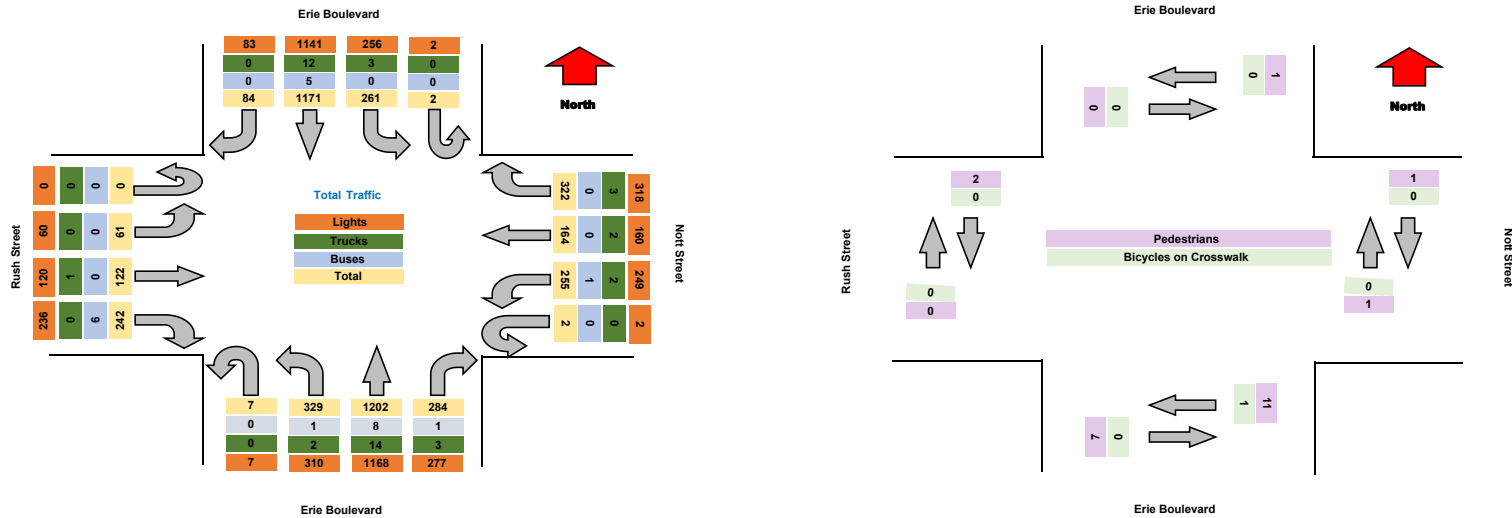 Erie Boulevard
83 1141 256 2
0 12 3 0
0 5 0 0
84 1171 261 2
North
Rush Street
0 0 0 0
60 0 0 61
120 1 0 122
236 0 6 242
Total Traffic
Lights
Trucks
Buses
Total
322 0 3 318
164 0 2 160
255 1 2 249
2 0 0 2
Nott Street
7 329 1202 284
0 1 8 1
0 2 14 3
7 310 1168 277
Erie Boulevard
Erie Boulevard
0 1
0 0
North
2
0
1
0
Rush Street
Pedestrians
Bicycles on Crosswalk
Nott Street
0
0
0
1
1 11
7 0
Erie Boulevard